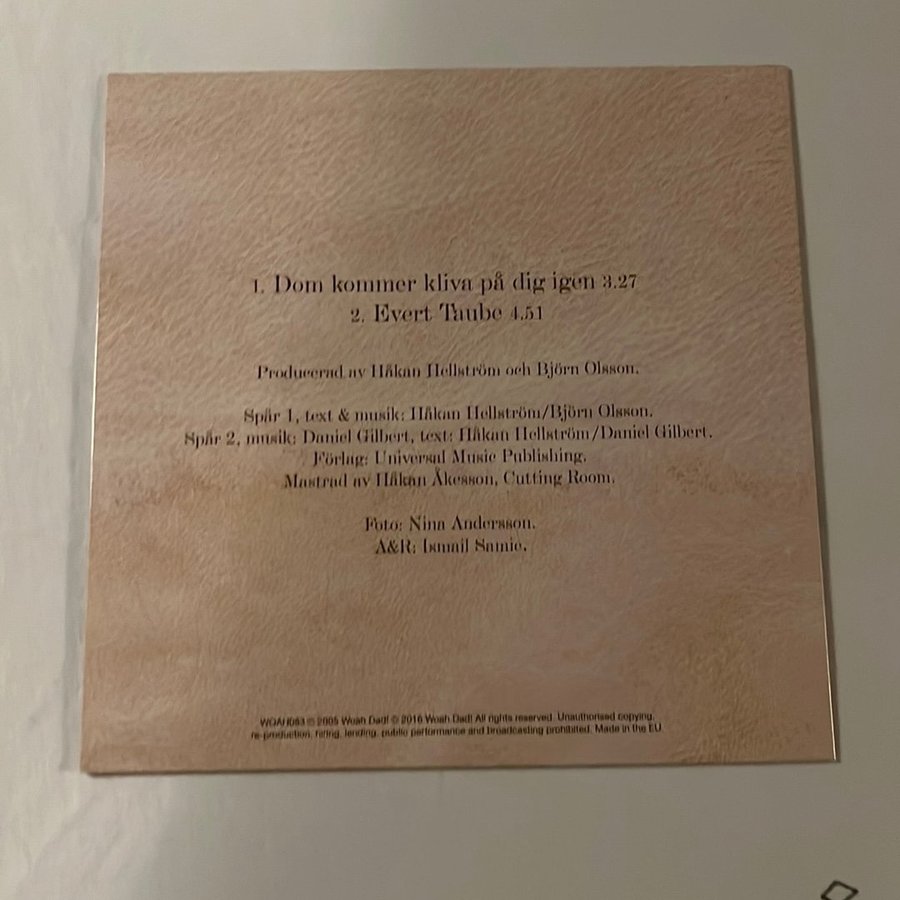 1. Dom kommer kliva på dig igen 3.27
2. Evert Taube 4.51
Producerad av Håkan Hellström och Björn Olsson.
Spår 1, text & musik: Håkan Hellström/Björn Olsson.
Spår 2, musik: Daniel Gilbert, text: Håkan Hellström/Daniel Gilbert.
Förlag: Universal Music Publishing.
Mastrad av Håkan Åkesson, Cutting Room.
Foto: Nina Andersson.
A&R: Ismail Samie.
WOAH083 ℗ 2005 Woah Dad! © 2016 Woah Dad! All rights reserved. Unauthorised copying,
re-production, hiring, lending, public performance and broadcasting prohibited. Made in the EU.